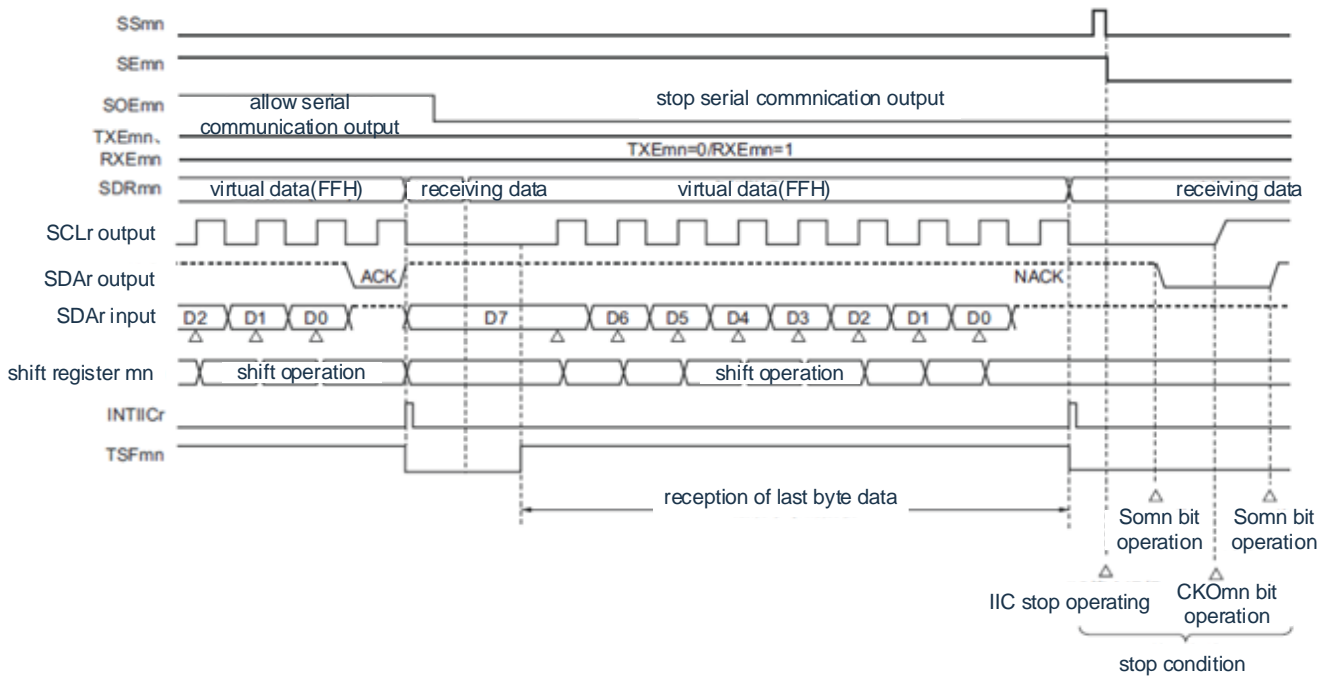 SSmn
SEmn
SOEmn
allow serial
communication output
stop serial commnication output
TXEmn、
RXEmn
TXEmn=0/RXEmn=1
SDRmn
virtual data(FFH)
receiving data
virtual data(FFH)
receiving data
SCLr output
SDAr output
ACK
NACK
SDAr input
D2 D1 D0 D7 D6 D5 D4 D3 D2 D1 D0
shift register mn
shift operation
shift operation
INTIICr
TSFmn
reception of last byte data
Somn bit
operation
Somn bit
operation
IIC stop operating
CKOmn bit
operation
stop condition